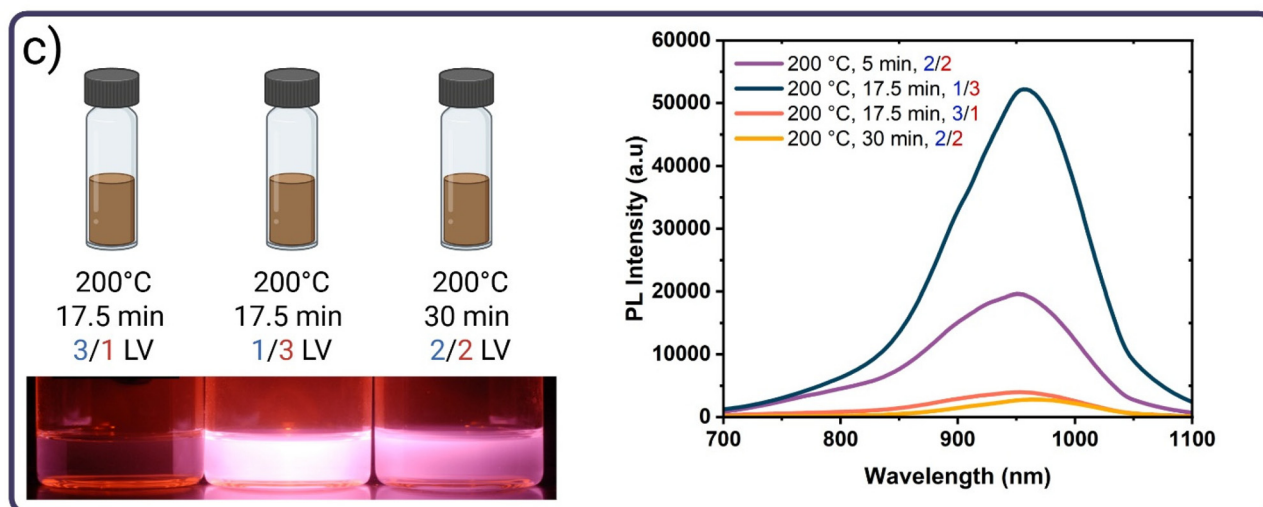 c)
200°C
17.5 min
3/1 LV
200°C
17.5 min
1/3 LV
200°C
30 min
2/2 LV
60000
50000
40000
30000
20000
10000
0
PL Intensity (a.u)
200 °C, 5 min, 2/2
200 °C, 17.5 min, 1/3
200 °C, 17.5 min, 3/1
200 °C, 30 min, 2/2
700 800 900 1000 1100
Wavelength (nm)